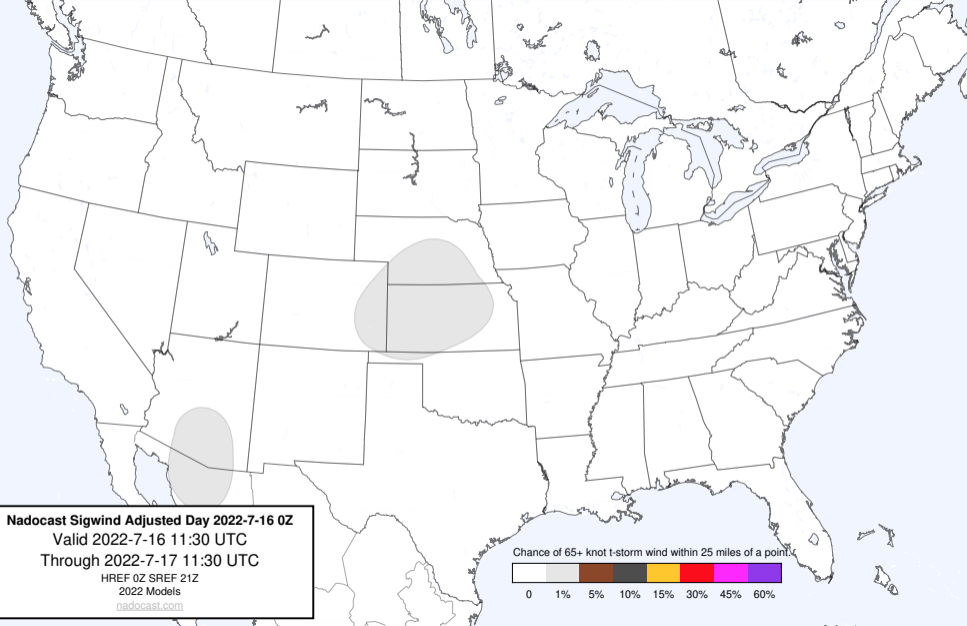 Nadocast Sigwind Adjusted Day 2022-7-16 0Z
Valid 2022-7-16 11:30 UTC
Through 2022-7-17 11:30 UTC
HREF 0Z SREF 21Z
2022 Models
nadocast.com
Chance of 65+ knot t-storm wind within 25 miles of a point.
0 1% 5% 10% 15% 30% 45% 60%